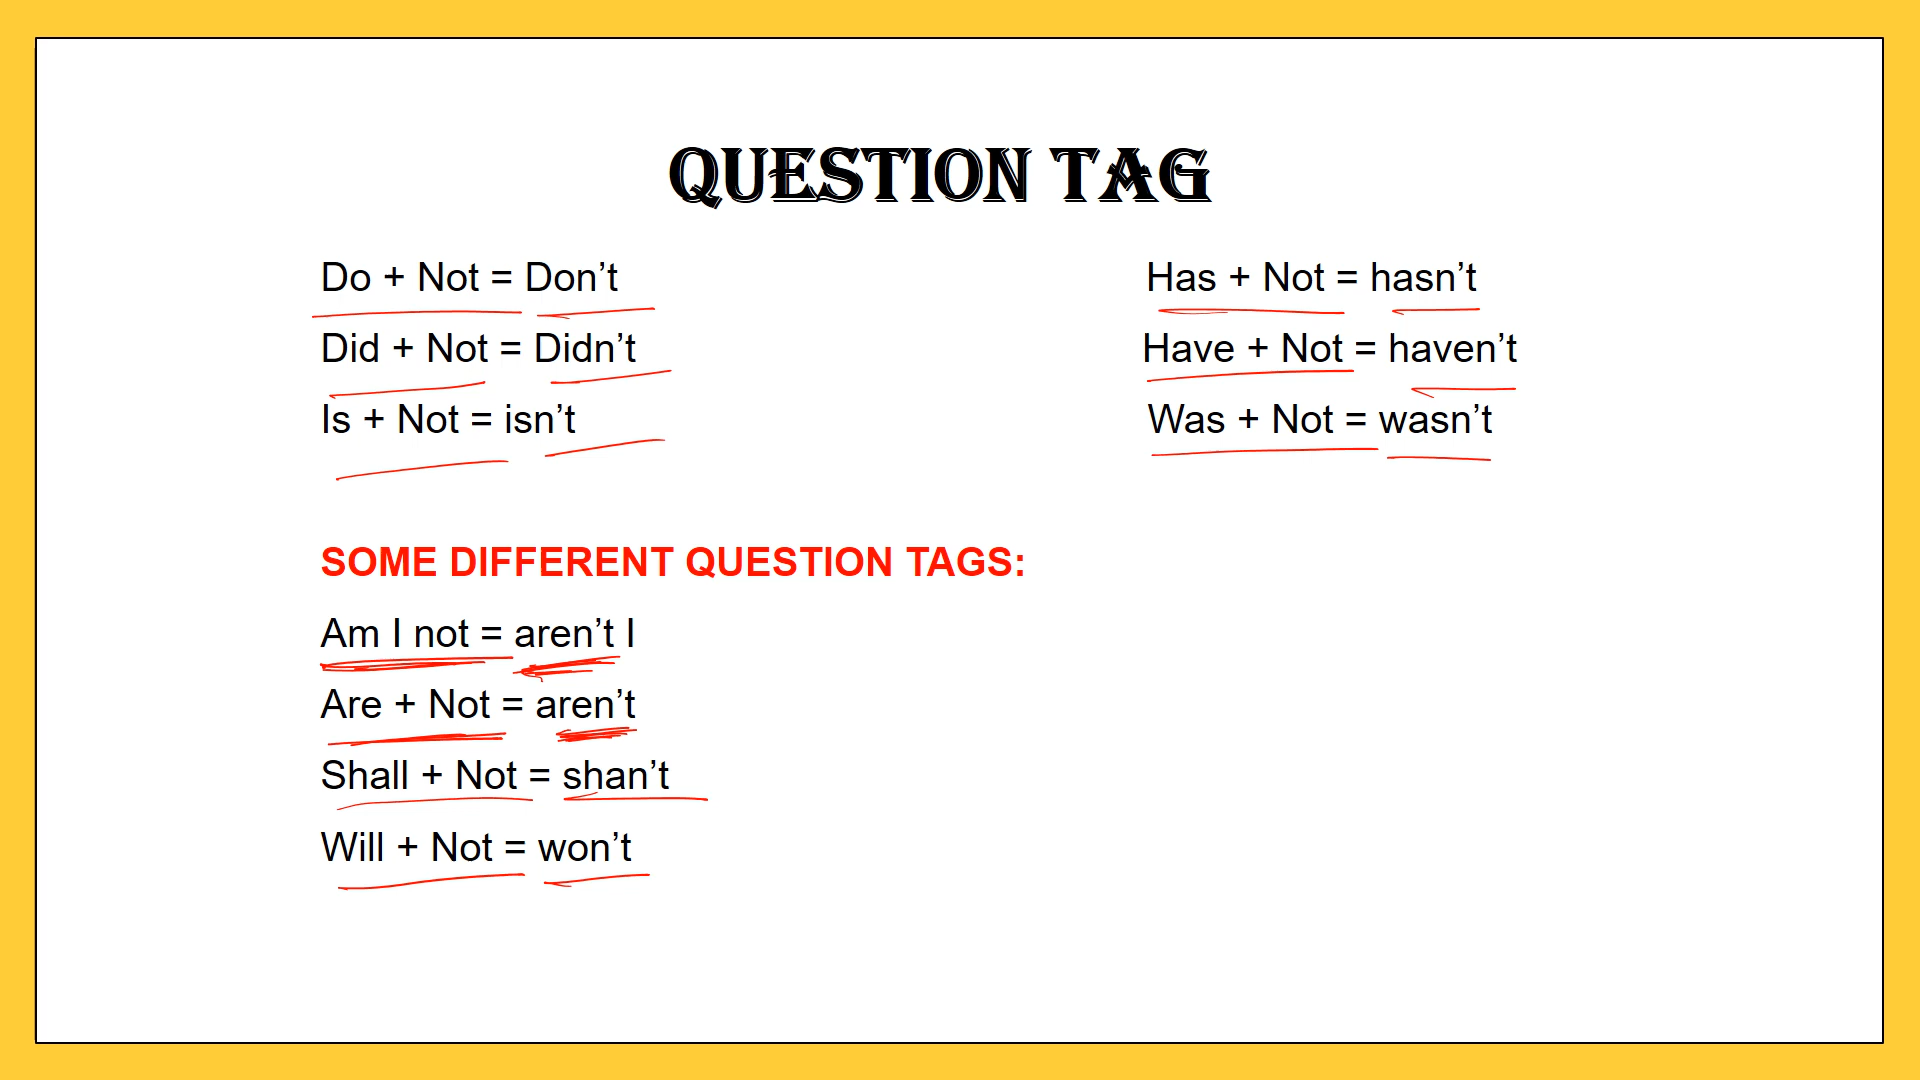 QUESTION TAG
Do + Not = Don’t
Did + Not = Didn’t
Is + Not = isn’t
Has + Not = hasn’t
Have + Not = haven’t
Was + Not = wasn’t
SOME DIFFERENT QUESTION TAGS:
Am I not = aren’t I
Are + Not = aren’t
Shall + Not = shan’t
Will + Not = won’t